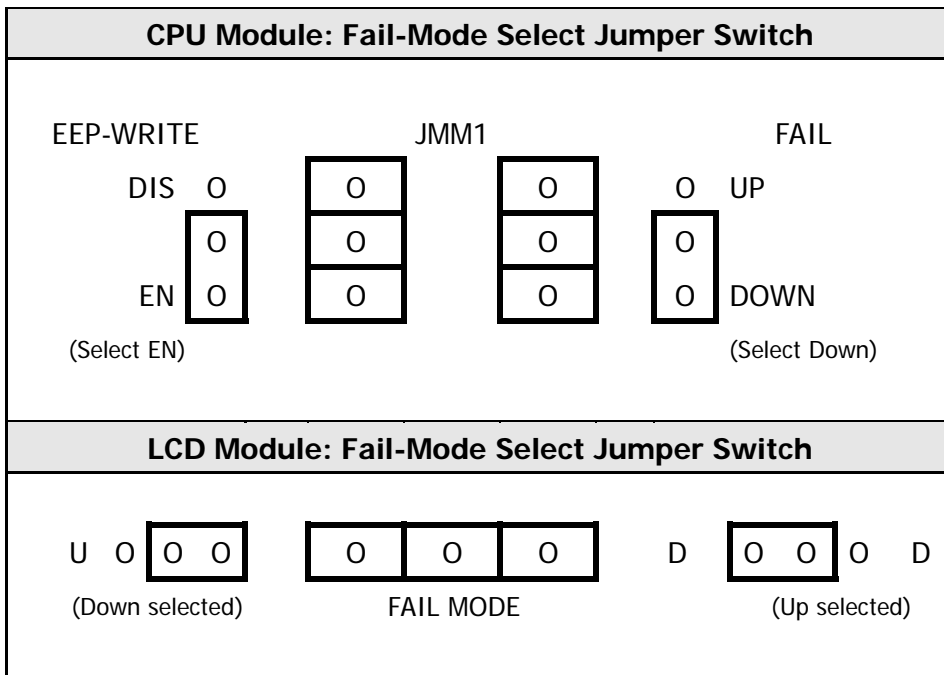 CPU Module: Fail-Mode Select Jumper Switch
EEP-WRITE JMM1 FAIL
DIS O O O O UP
O O O O
EN O O O O DOWN
(Select EN) (Select Down)
LCD Module: Fail-Mode Select Jumper Switch
U O O O O O O D O O O D
(Down selected) FAIL MODE (Up selected)